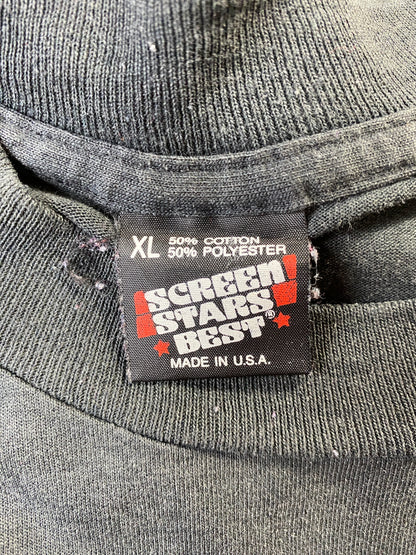 XL 50% COTTON
50% POLYESTER
SCREEN
STARS
BEST®
MADE IN U.S.A.